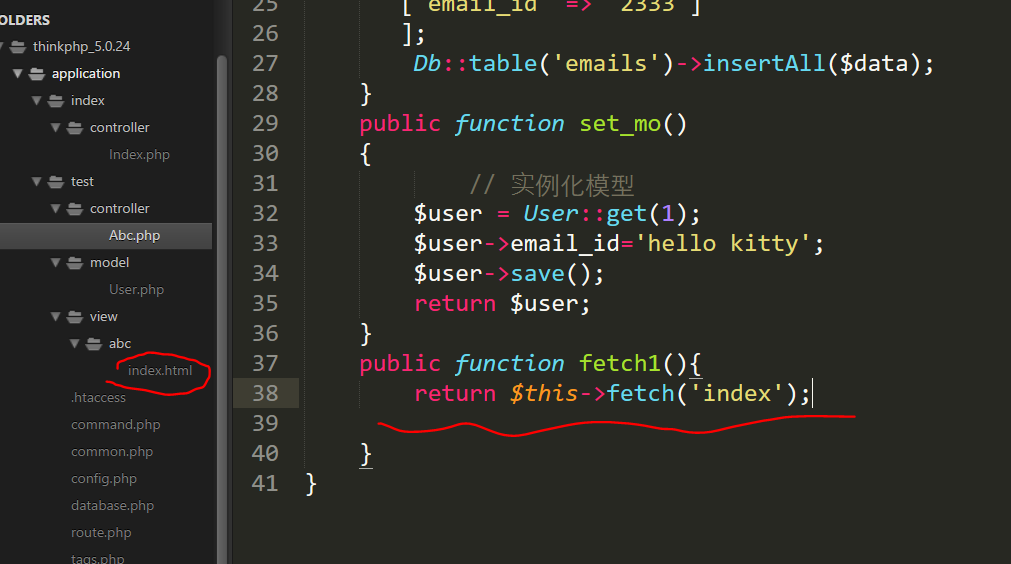 OLDERS
thinkphp_5.0.24
application
index
controller
Index.php
test
controller
Abc.php
model
User.php
view
abc
index.html
.htaccess
command.php
common.php
config.php
database.php
route.php
tags.php
25 ['email_id' => '2333']
26 ];
27 Db::table('emails')->insertAll($data);
28 }
29 public function set_mo()
30 {
31 // 实例化模型
32 $user = User::get(1);
33 $user->email_id='hello kitty';
34 $user->save();
35 return $user;
36 }
37 public function fetch1(){
38 return $this->fetch('index');
39
40 }
41 }